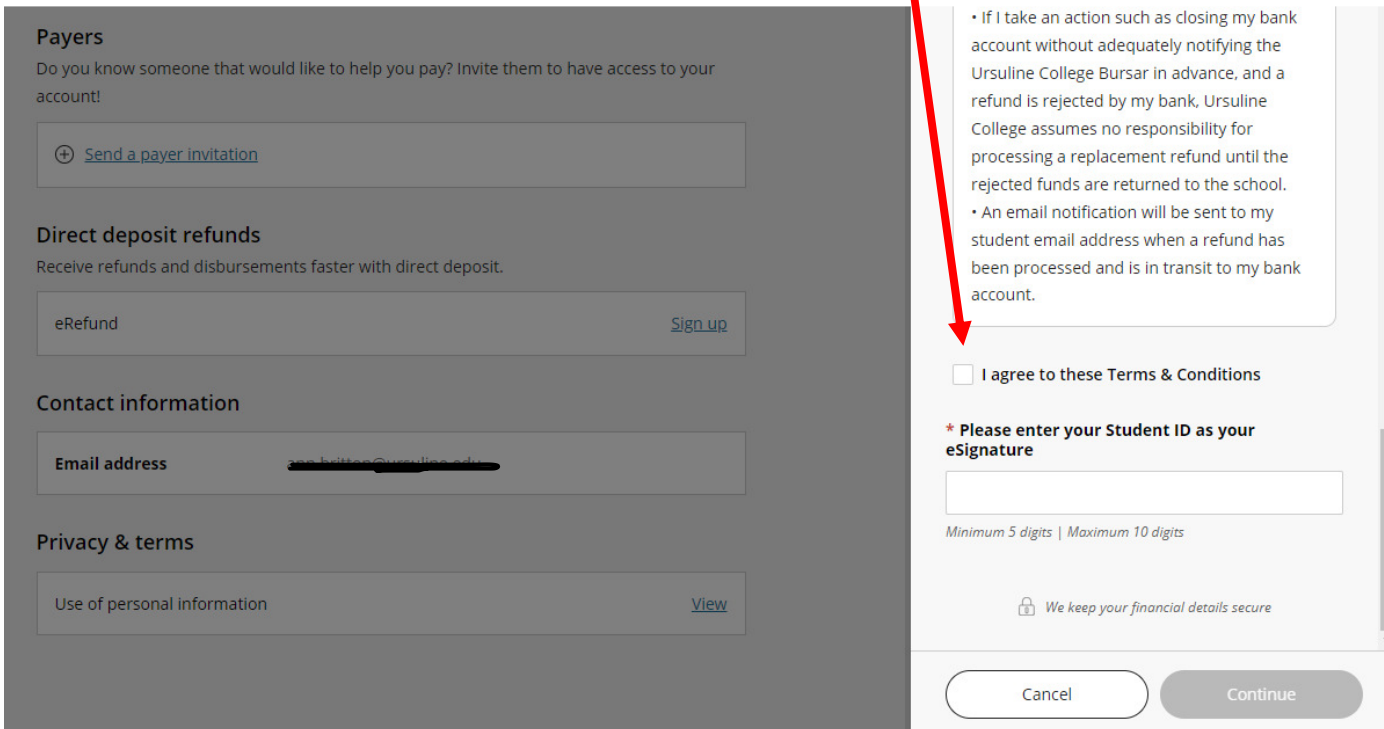 Payers
Do you know someone that would like to help you pay? Invite them to have access to your
account!
Send a payer invitation
Direct deposit refunds
Receive refunds and disbursements faster with direct deposit.
eRefund
Sign up
Contact information
Email address
Privacy & terms
Use of personal information
View
• If I take an action such as closing my bank
account without adequately notifying the
Ursuline College Bursar in advance, and a
refund is rejected by my bank, Ursuline
College assumes no responsibility for
processing a replacement refund until the
rejected funds are returned to the school.
• An email notification will be sent to my
student email address when a refund has
been processed and is in transit to my bank
account.
I agree to these Terms & Conditions
* Please enter your Student ID as your
eSignature
Minimum 5 digits | Maximum 10 digits
We keep your financial details secure
Cancel
Continue